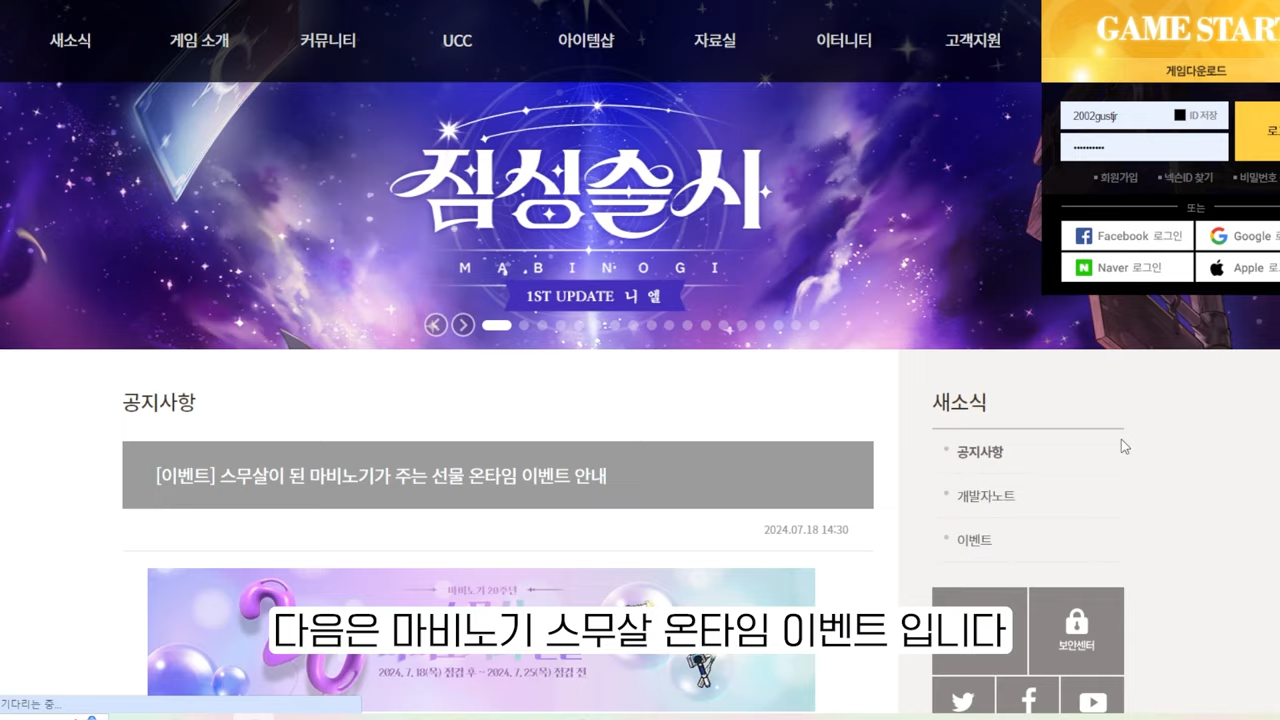 새소식 게임 소개 커뮤니티 UCC 아이템샵 자료실 이터니티 고객지원
GAME STAR
게임다운로드
2002gustjr ID 저장
••••••••••
회원가입 넥슨ID 찾기 비밀번호
또는
Facebook 로그인 Google
Naver 로그인 Apple
점성술사
MABINOGI
1ST UPDATE 니엘
공지사항
[이벤트] 스무살이 된 마비노기가 주는 선물 온타임 이벤트 안내
2024.07.18 14:30
마비노기 20주년
2024. 7. 18(목) 점검 후 ~ 2024. 7. 25(목) 점검 전
다음은 마비노기 스무살 온타임 이벤트 입니다
새소식
공지사항
개발자노트
이벤트
보안센터
기다리는 중...